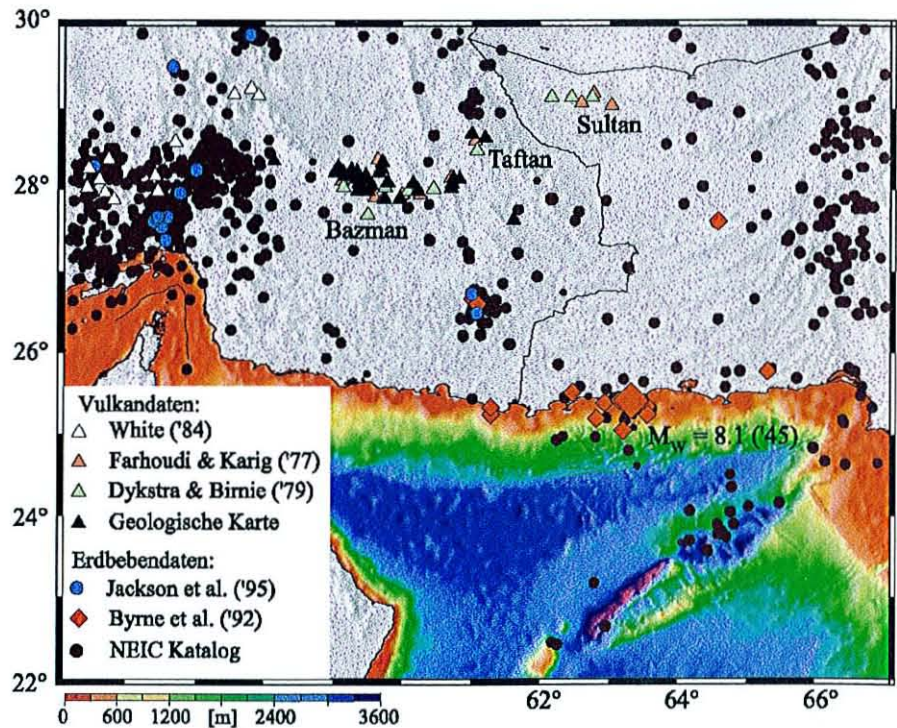 30°
28°
26°
24°
22°
Sultan
Taftan
Bazman
M_W = 8.1 ('45)
Vulkandaten:
White ('84)
Farhoudi & Karig ('77)
Dykstra & Birnie ('79)
Geologische Karte
Erdbebendaten:
Jackson et al. ('95)
Byrne et al. ('92)
NEIC Katalog
62° 64° 66°
0 600 1200 [m] 2400 3600